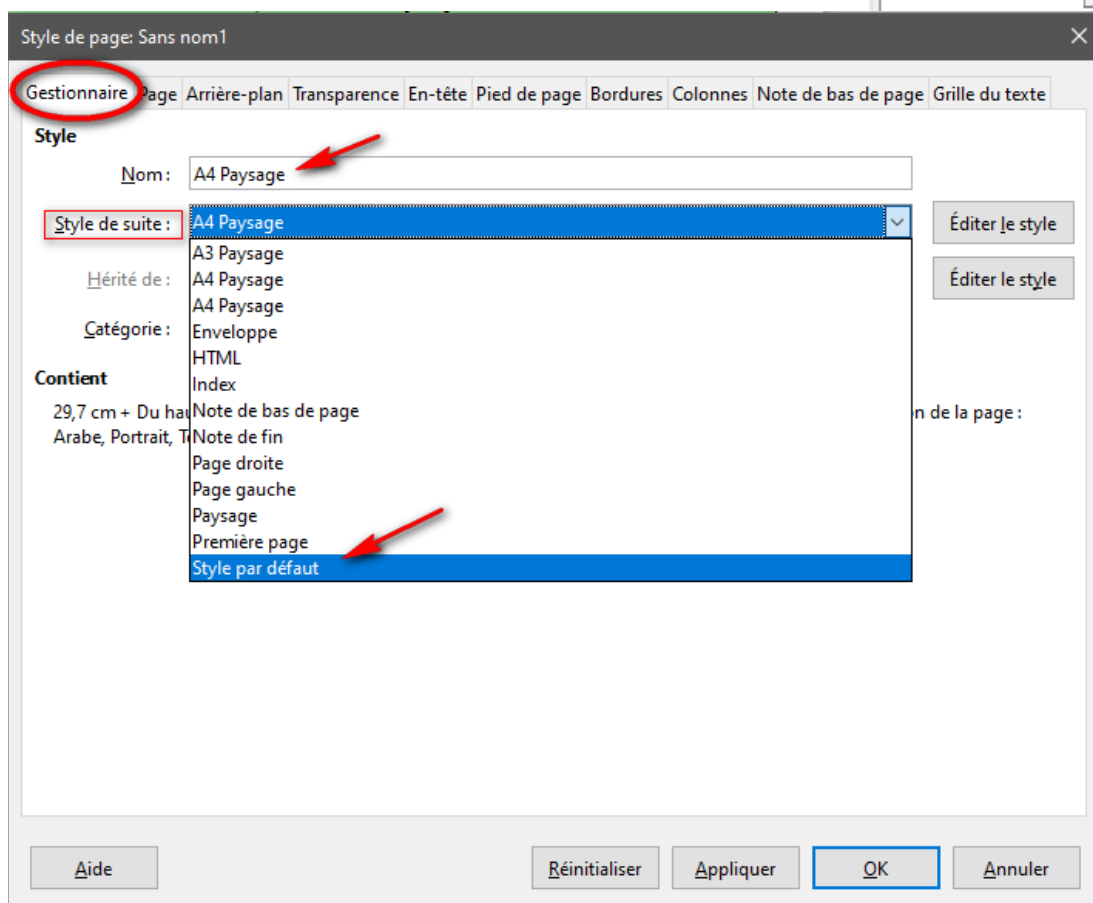 Style de page: Sans nom1
Gestionnaire Page Arrière-plan Transparence En-tête Pied de page Bordures Colonnes Note de bas de page Grille du texte
Style
Nom : A4 Paysage
Style de suite : A4 Paysage Éditer le style
A3 Paysage
Hérité de : A4 Paysage Éditer le style
A4 Paysage
Catégorie : Enveloppe
HTML
Contient Index
29,7 cm + Du Note de bas de page de la page :
Arabe, Portrait, Note de fin
Page droite
Page gauche
Paysage
Première page
Style par défaut
Aide Réinitialiser Appliquer OK Annuler